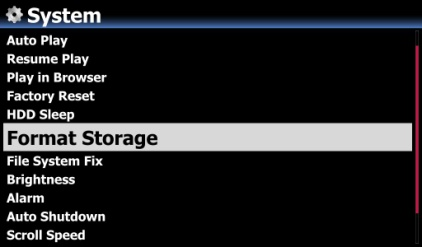 System
Auto Play
Resume Play
Play in Browser
Factory Reset
HDD Sleep
Format Storage
File System Fix
Brightness
Alarm
Auto Shutdown
Scroll Speed